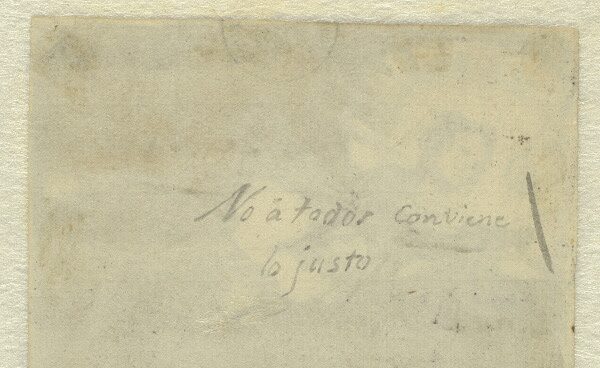 No á todos conviene
lo justo